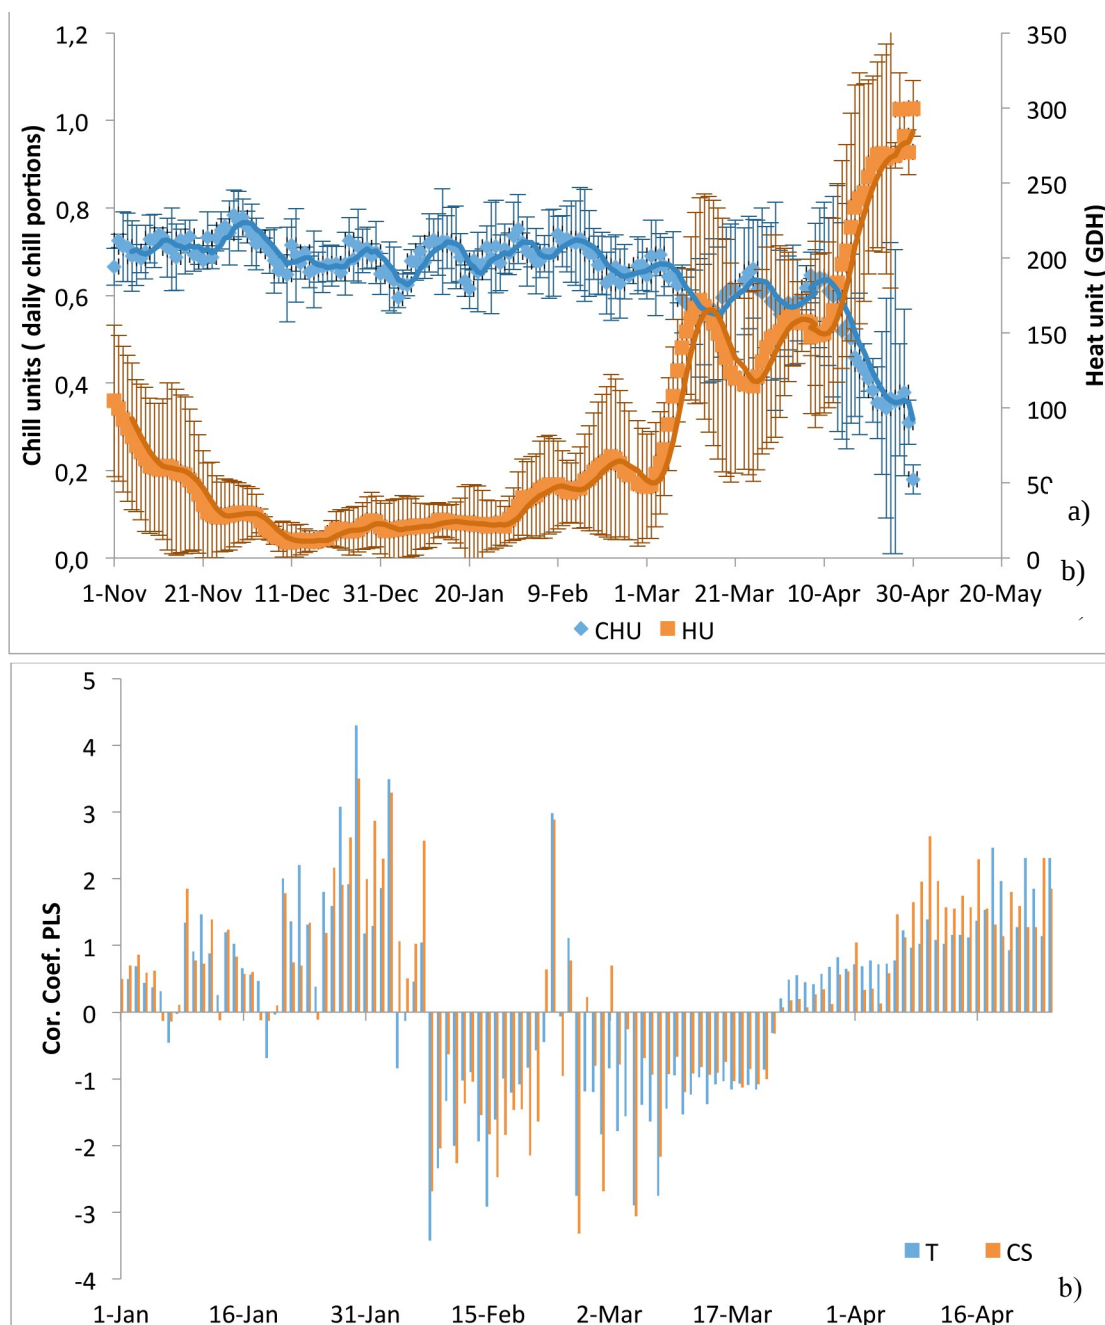 1,2
1,0
0,8
0,6
0,4
0,2
0,0
Chill units ( daily chill portions)
350
300
250
200
150
100
50
0
Heat unit ( GDH)
a)
b)
1-Nov 21-Nov 11-Dec 31-Dec 20-Jan 9-Feb 1-Mar 21-Mar 10-Apr 30-Apr 20-May
CHU HU
5
4
3
2
1
0
-1
-2
-3
-4
Cor. Coef. PLS
T CS
b)
1-Jan 16-Jan 31-Jan 15-Feb 2-Mar 17-Mar 1-Apr 16-Apr